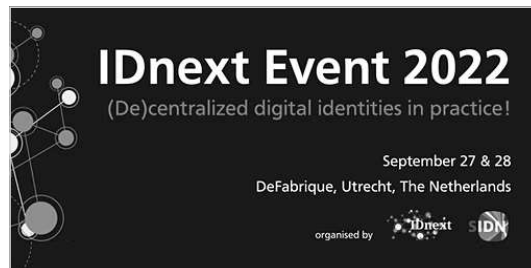 IDnext Event 2022
(De)centralized digital identities in practice!
September 27 & 28
DeFabrique, Utrecht, The Netherlands
organised by IDnext SIDN